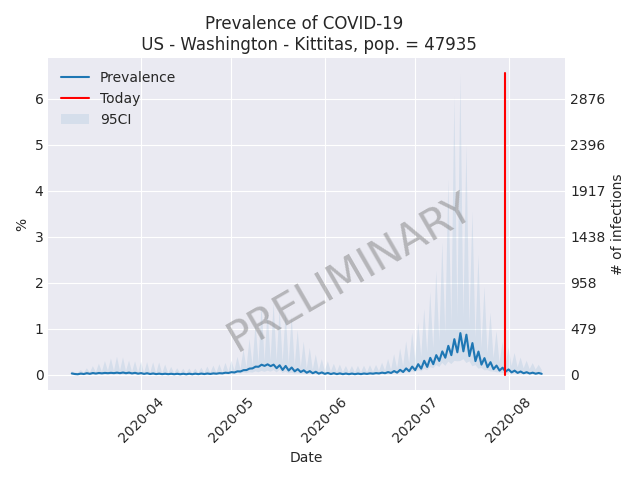 Prevalence of COVID-19
US - Washington - Kittitas, pop. = 47935
Prevalence
Today
95CI
6
5
4
3
2
1
0
%
2876
2396
1917
1438
958
479
0
# of infections
PRELIMINARY
2020-04
2020-05
2020-06
2020-07
2020-08
Date